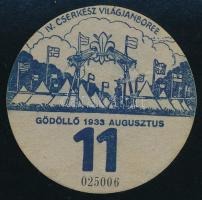 IV. CSERKÉSZ VILÁGJAMBOREE
GÖDÖLLŐ 1933 AUGUSZTUS
11
025006